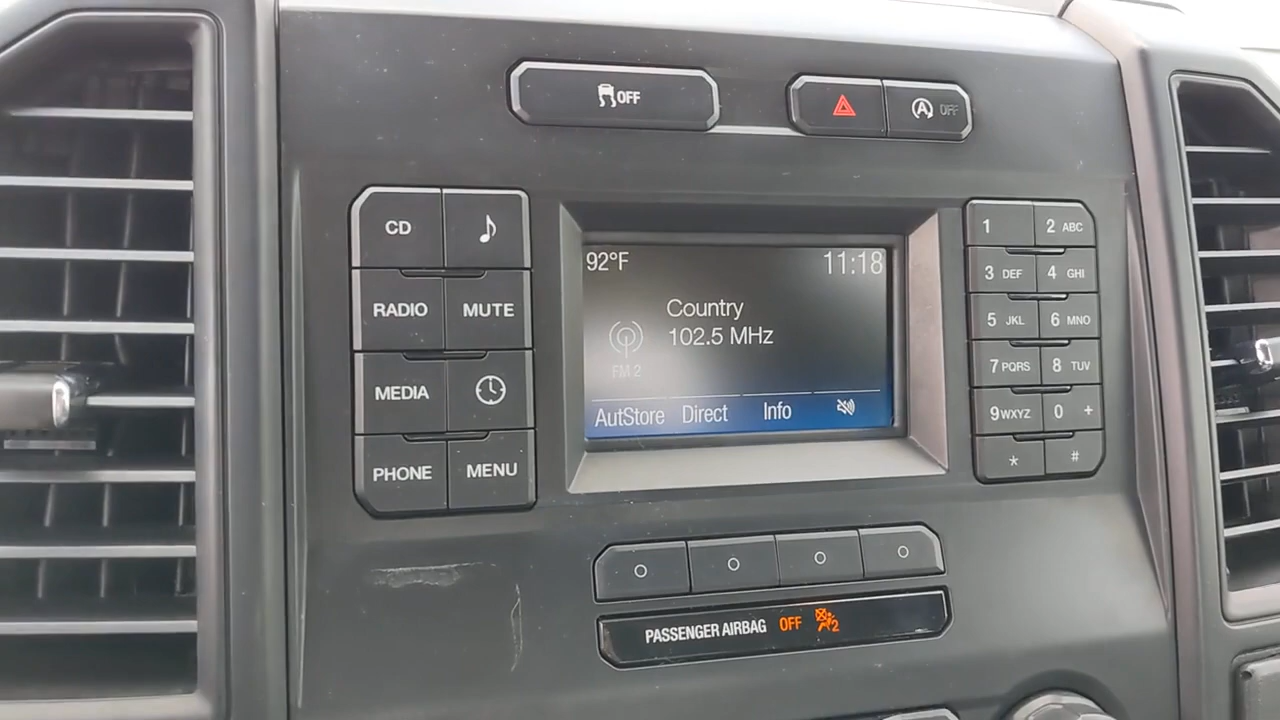 OFF
A OFF
CD
RADIO MUTE
MEDIA
PHONE MENU
92°F 11:18
Country
102.5 MHz
FM 2
AutStore Direct Info
1 2 ABC
3 DEF 4 GHI
5 JKL 6 MNO
7 PQRS 8 TUV
9 WXYZ 0 +
* #
PASSENGER AIRBAG OFF 2